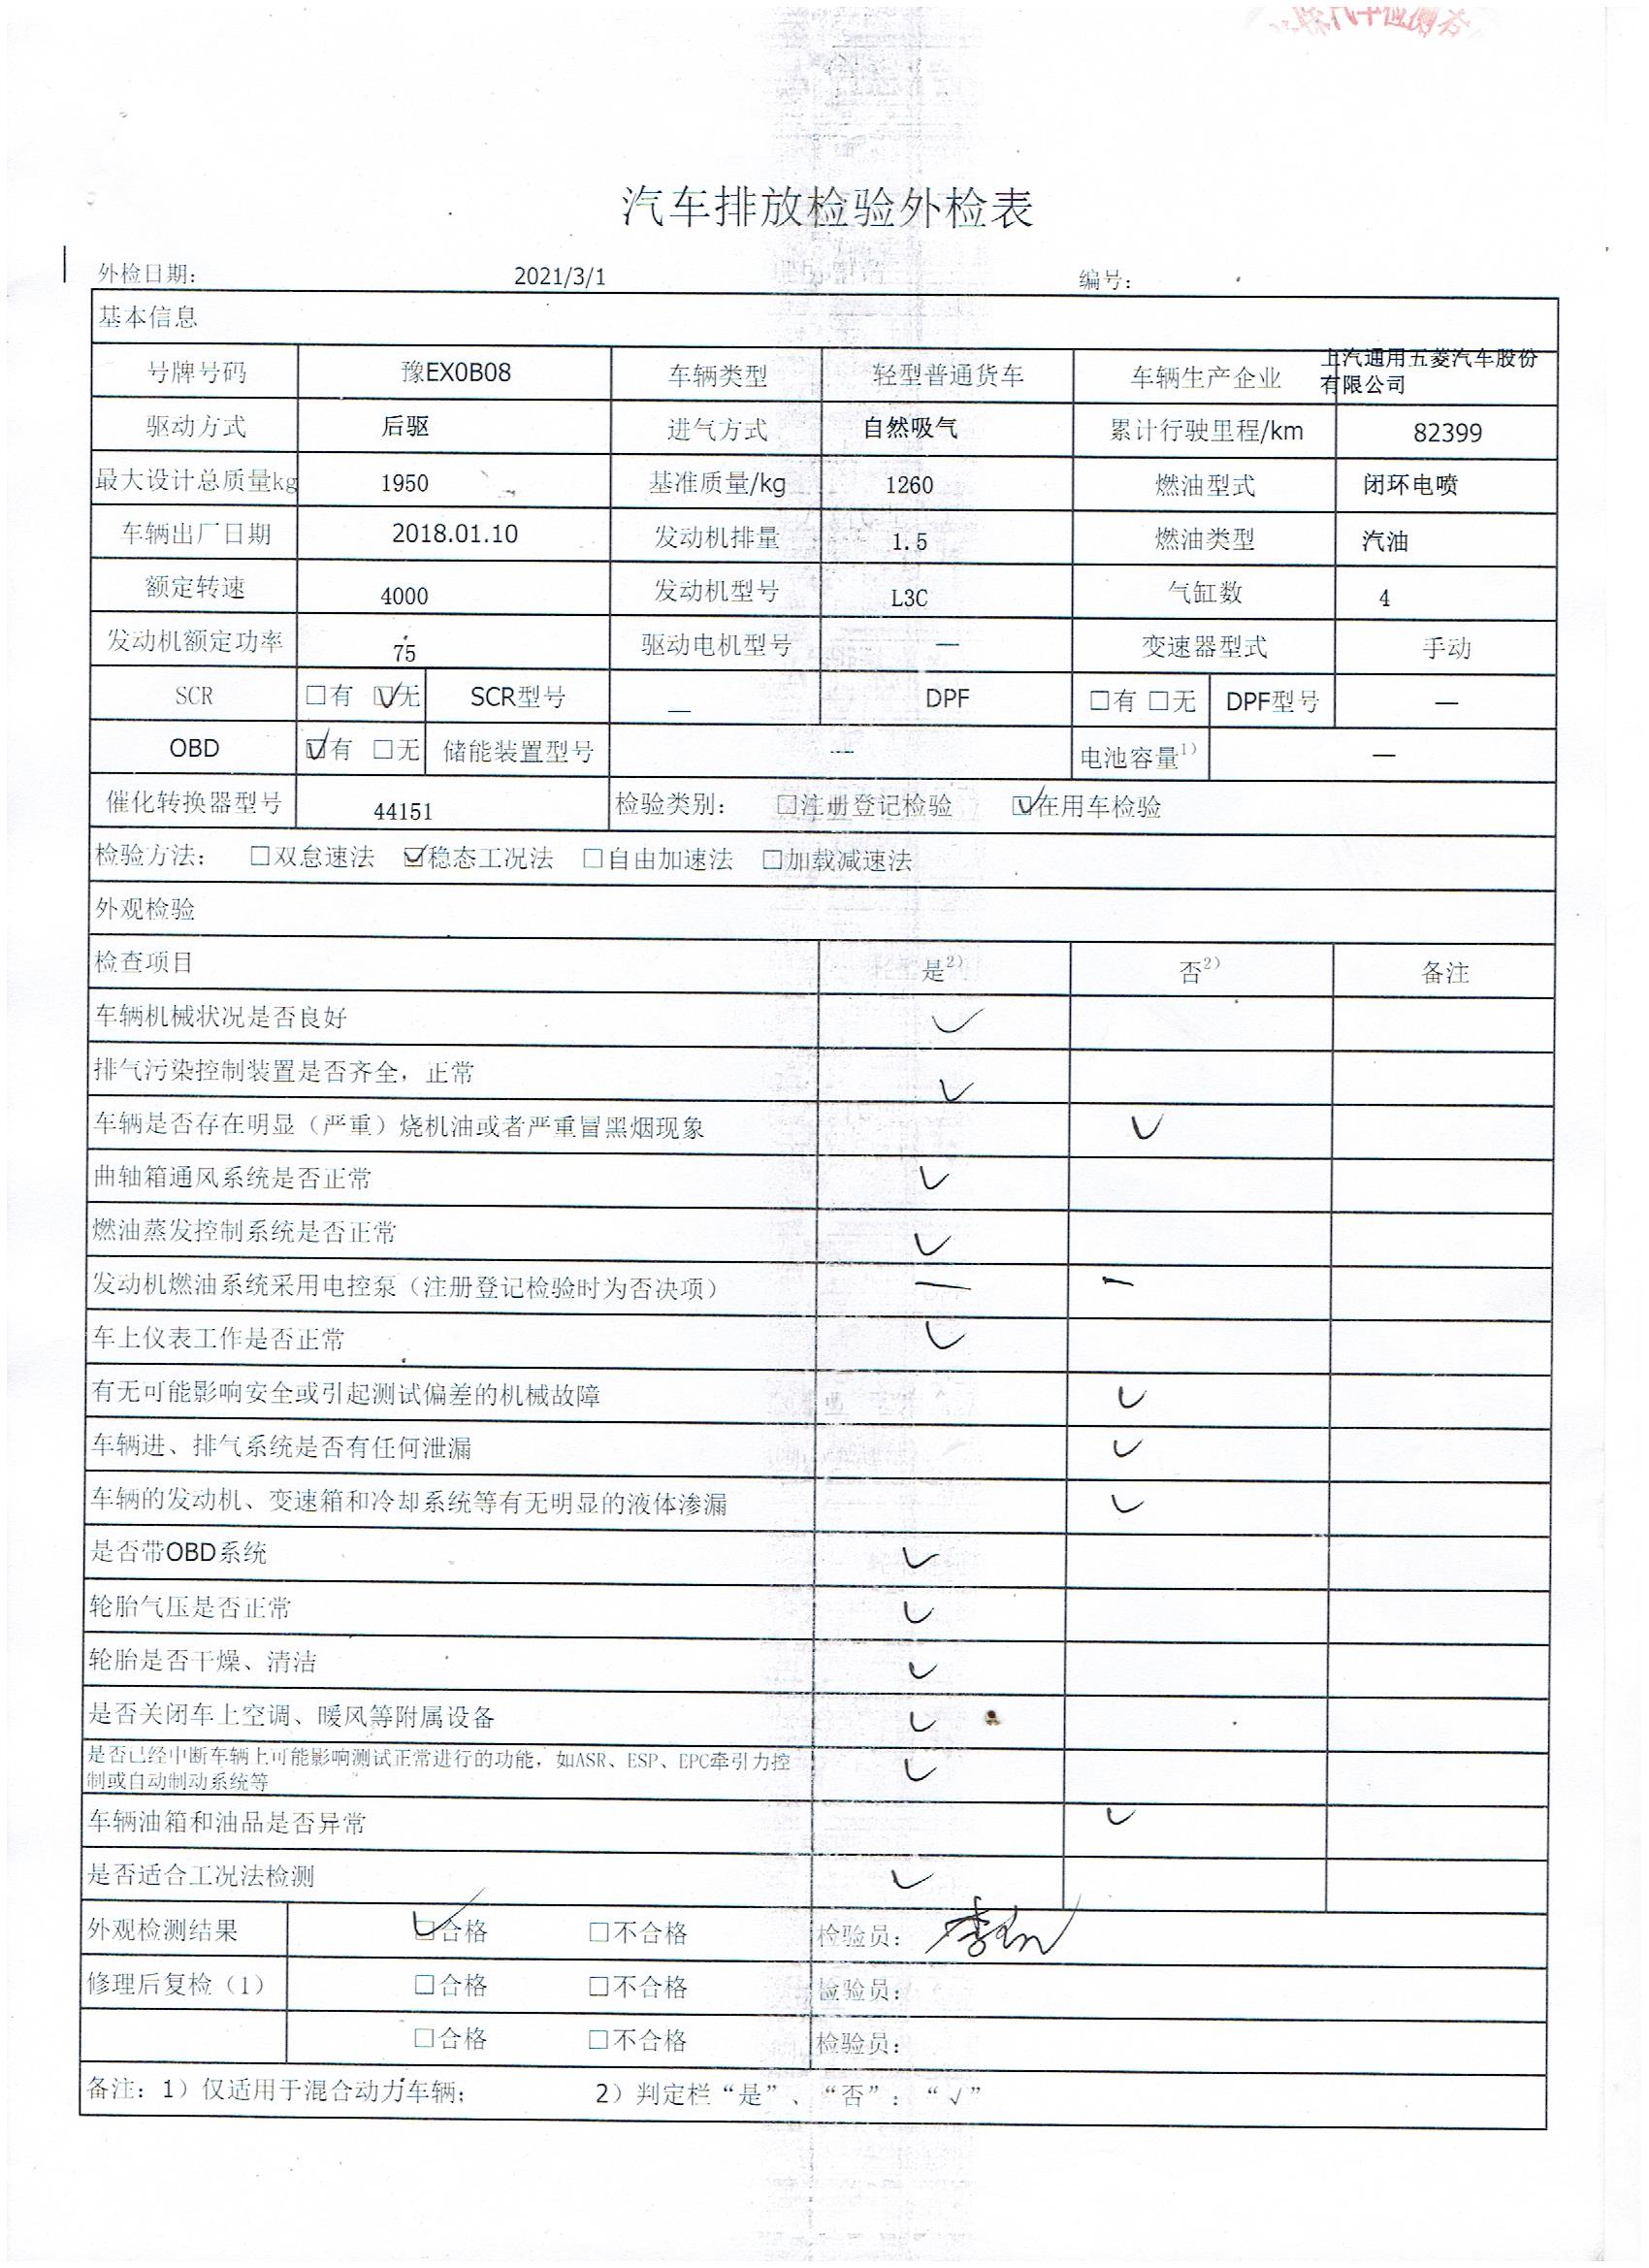 汽车检测
汽车排放检验外检表
外检日期: 2021/3/1 编号:
基本信息
号牌号码 豫EX0B08 车辆类型 轻型普通货车 车辆生产企业 上汽通用五菱汽车股份
有限公司
驱动方式 后驱 进气方式 自然吸气 累计行驶里程/km 82399
最大设计总质量kg 1950 基准质量/kg 1260 燃油型式 闭环电喷
车辆出厂日期 2018.01.10 发动机排量 1.5 燃油类型 汽油
额定转速 4000 发动机型号 L3C 气缸数 4
发动机额定功率 75 驱动电机型号 — 变速器型式 手动
SCR □有 ☑无 SCR型号 — DPF □有 □无 DPF型号 —
OBD ☑有 □无 储能装置型号 — 电池容量1) —
催化转换器型号 44151 检验类别: □注册登记检验 ☑在用车检验
检验方法: □双怠速法 ☑稳态工况法 □自由加速法 □加载减速法
外观检验
检查项目 是2) 否2) 备注
车辆机械状况是否良好 √
排气污染控制装置是否齐全，正常 √
车辆是否存在明显（严重）烧机油或者严重冒黑烟现象 √
曲轴箱通风系统是否正常 √
燃油蒸发控制系统是否正常 √
发动机燃油系统采用电控泵（注册登记检验时为否决项） — —
车上仪表工作是否正常 √
有无可能影响安全或引起测试偏差的机械故障 √
车辆进、排气系统是否有任何泄漏 √
车辆的发动机、变速箱和冷却系统等有无明显的液体渗漏 √
是否带OBD系统 √
轮胎气压是否正常 √
轮胎是否干燥、清洁 √
是否关闭车上空调、暖风等附属设备 √
是否已经中断车辆上可能影响测试正常进行的功能，如ASR、ESP、EPC牵引力控 √
制或自动制动系统等
车辆油箱和油品是否异常 √
是否适合工况法检测 √
外观检测结果 ☑合格 □不合格 检验员: 李
修理后复检（1） □合格 □不合格 检验员:
□合格 □不合格 检验员:
备注: 1）仅适用于混合动力车辆; 2）判定栏“是”、“否”: “√”